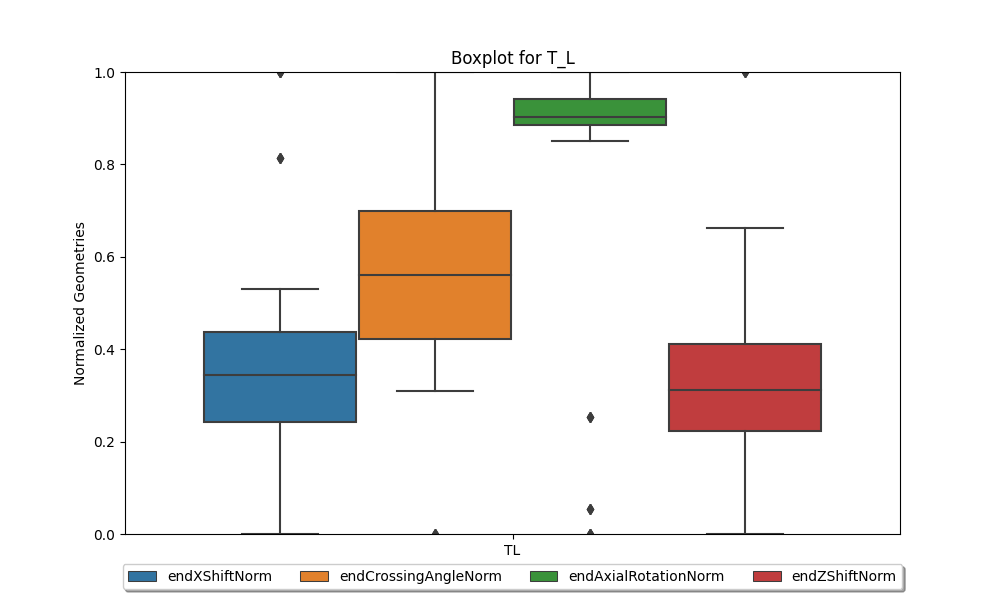 Boxplot for T_L
Normalized Geometries
1.0
0.8
0.6
0.4
0.2
0.0
TL
endXShiftNorm endCrossingAngleNorm endAxialRotationNorm endZShiftNorm